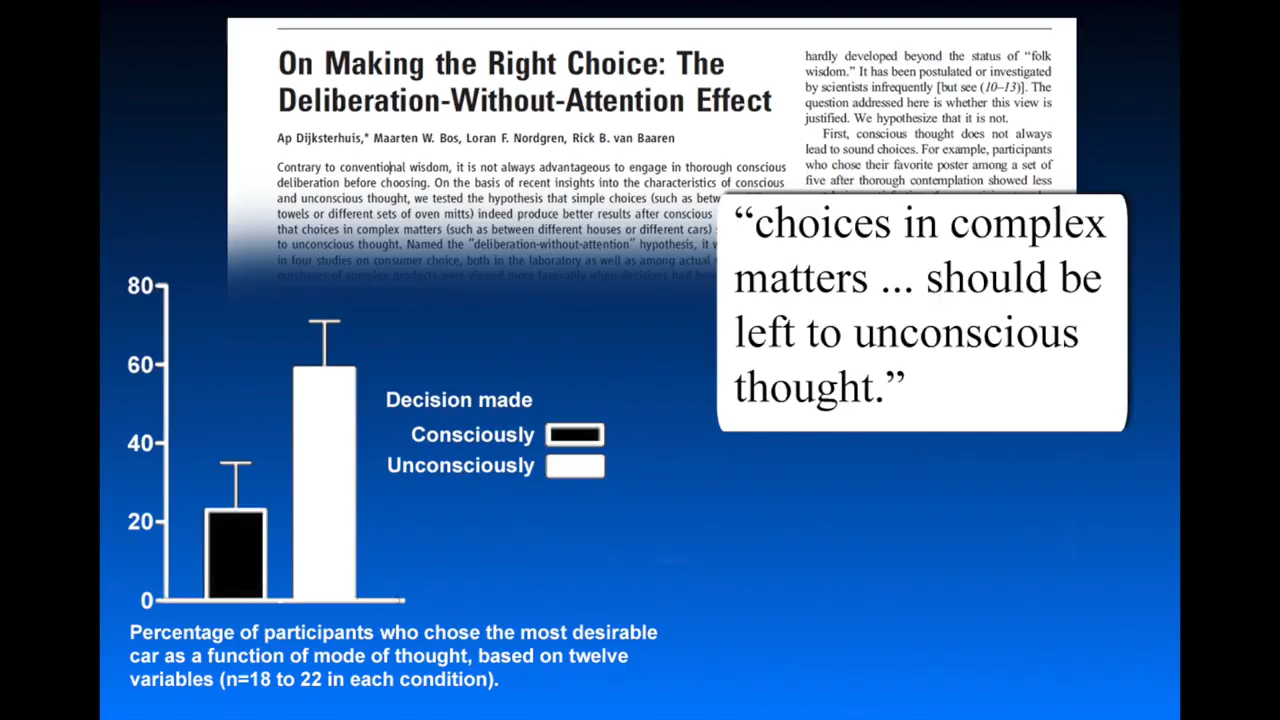 On Making the Right Choice: The
Deliberation-Without-Attention Effect
Ap Dijksterhuis,* Maarten W. Bos, Loran F. Nordgren, Rick B. van Baaren
Contrary to conventional wisdom, it is not always advantageous to engage in thorough conscious
deliberation before choosing. On the basis of recent insights into the characteristics of conscious
and unconscious thought, we tested the hypothesis that simple choices (such as betw
towels or different sets of oven mitts) indeed produce better results after conscious
that choices in complex matters (such as between different houses or different cars)
to unconscious thought. Named the "deliberation-without-attention" hypothesis, it
in four studies on consumer choice, both in the laboratory as well as among actual
purchases of complex products were viewed more favorably when decisions had
hardly developed beyond the status of “folk
wisdom.” It has been postulated or investigated
by scientists infrequently [but see (10–13)]. The
question addressed here is whether this view is
justified. We hypothesize that it is not.
First, conscious thought does not always
lead to sound choices. For example, participants
who chose their favorite poster among a set of
five after thorough contemplation showed less
“choices in complex
matters ... should be
left to unconscious
thought.”
80
60
40
20
0
Decision made
Consciously
Unconsciously
Percentage of participants who chose the most desirable
car as a function of mode of thought, based on twelve
variables (n=18 to 22 in each condition).